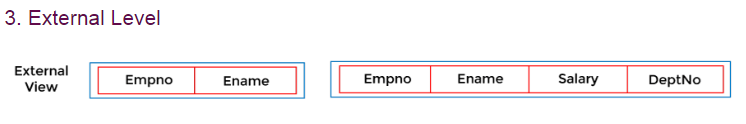 3. External Level
External View
Empno Ename
Empno Ename Salary DeptNo